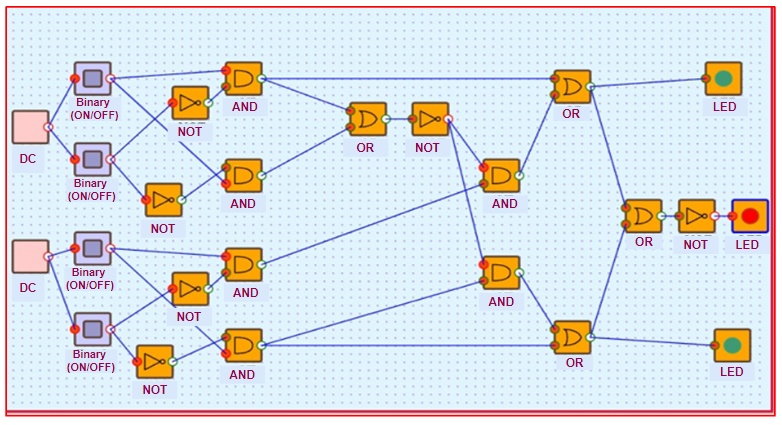 Binary
(ON/OFF)
NOT
AND
LED
OR
DC
OR
NOT
Binary
(ON/OFF)
AND
AND
NOT
OR
NOT
LED
DC
Binary
(ON/OFF)
NOT
AND
AND
Binary
(ON/OFF)
NOT
AND
OR
LED